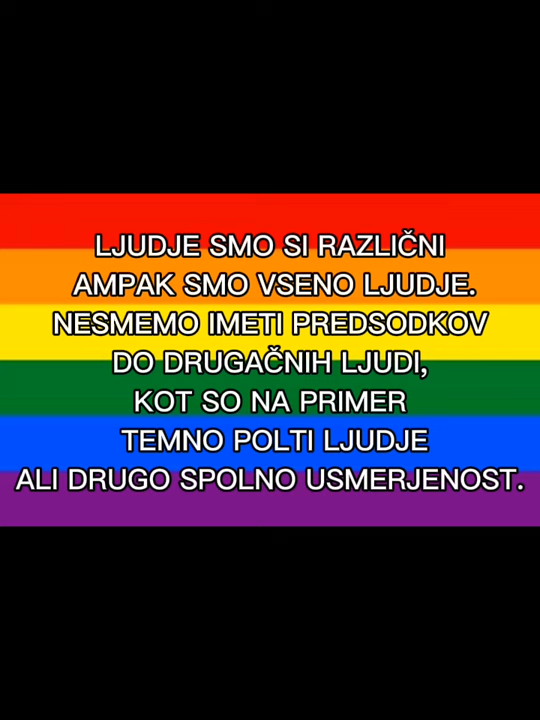 LJUDJE SMO SI RAZLIČNI
AMPAK SMO VSENO LJUDJE.
NESMEMO IMETI PREDSODKOV
DO DRUGAČNIH LJUDI,
KOT SO NA PRIMER
TEMNO POLTI LJUDJE
ALI DRUGO SPOLNO USMERJENOST.